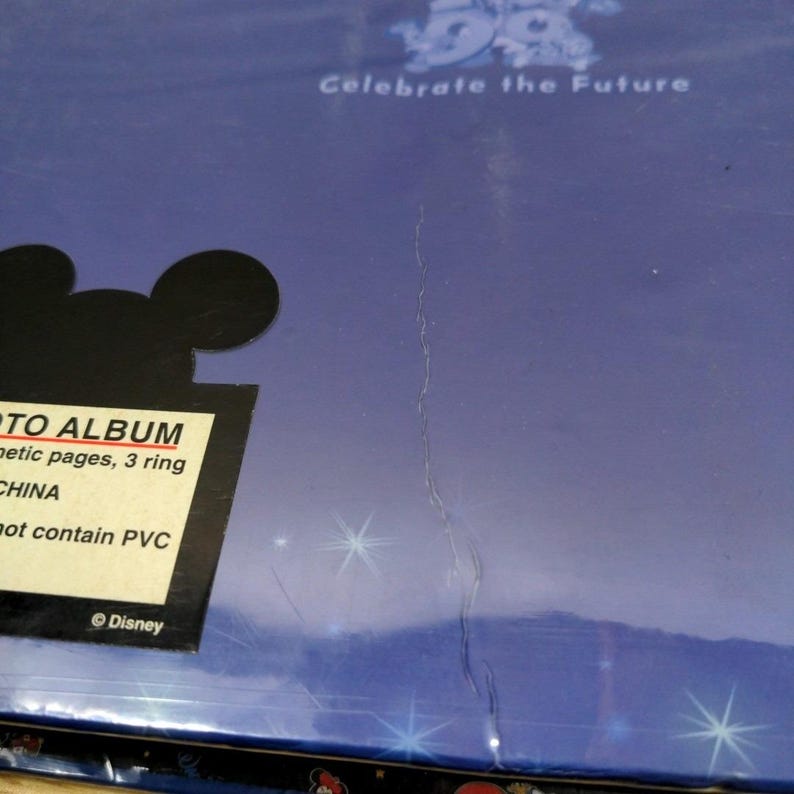 Celebrate the Future
OTO ALBUM
netic pages, 3 ring
CHINA
not contain PVC
© Disney